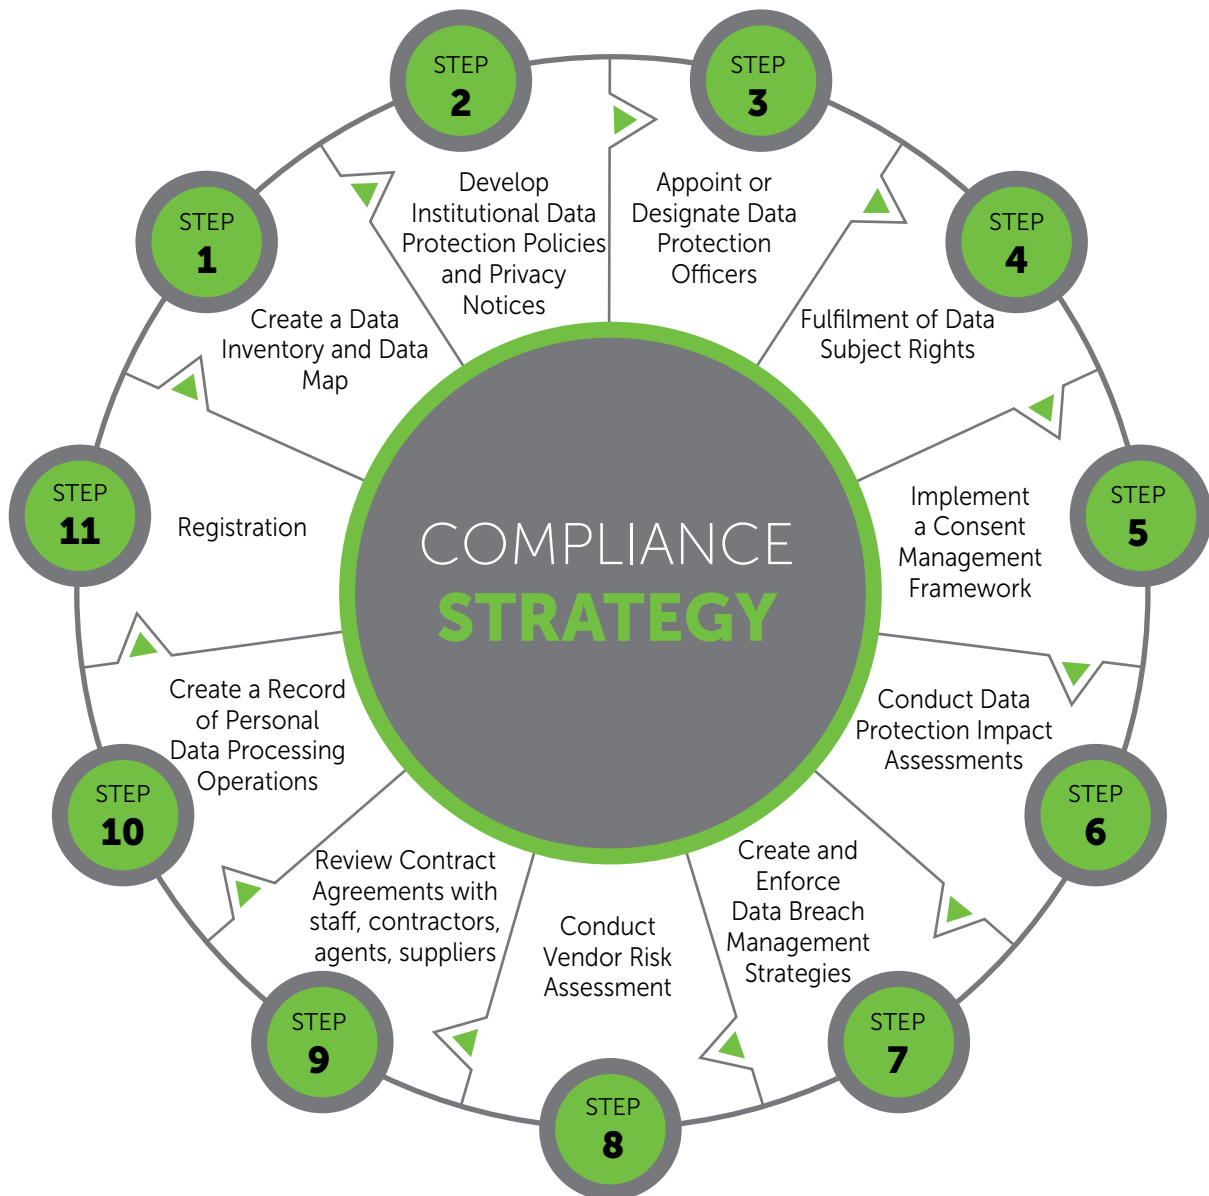 COMPLIANCE
STRATEGY
STEP
1
Create a Data
Inventory and Data
Map
STEP
2
Develop
Institutional Data
Protection Policies
and Privacy
Notices
STEP
3
Appoint or
Designate Data
Protection
Officers
STEP
4
Fulfilment of Data
Subject Rights
STEP
5
Implement
a Consent
Management
Framework
STEP
6
Conduct Data
Protection Impact
Assessments
STEP
7
Create and
Enforce
Data Breach
Management
Strategies
STEP
8
Conduct
Vendor Risk
Assessment
STEP
9
Review Contract
Agreements with
staff, contractors,
agents, suppliers
STEP
10
Create a Record
of Personal
Data Processing
Operations
STEP
11
Registration